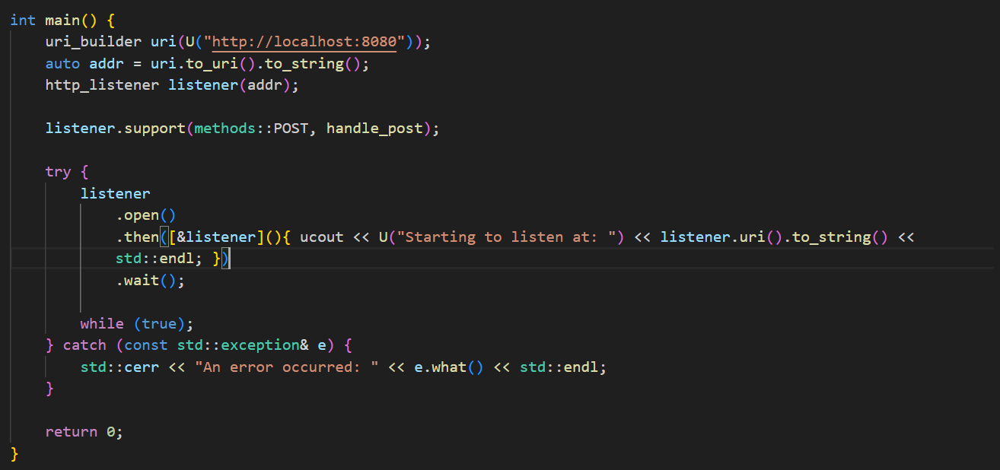 int main() {
    uri_builder uri(U("http://localhost:8080"));
    auto addr = uri.to_uri().to_string();
    http_listener listener(addr);
    listener.support(methods::POST, handle_post);
    try {
        listener
            .open()
            .then([&listener](){ ucout << U("Starting to listen at: ") << listener.uri().to_string() <<
            std::endl; })
            .wait();
        while (true);
    } catch (const std::exception& e) {
        std::cerr << "An error occurred: " << e.what() << std::endl;
    }
    return 0;
}